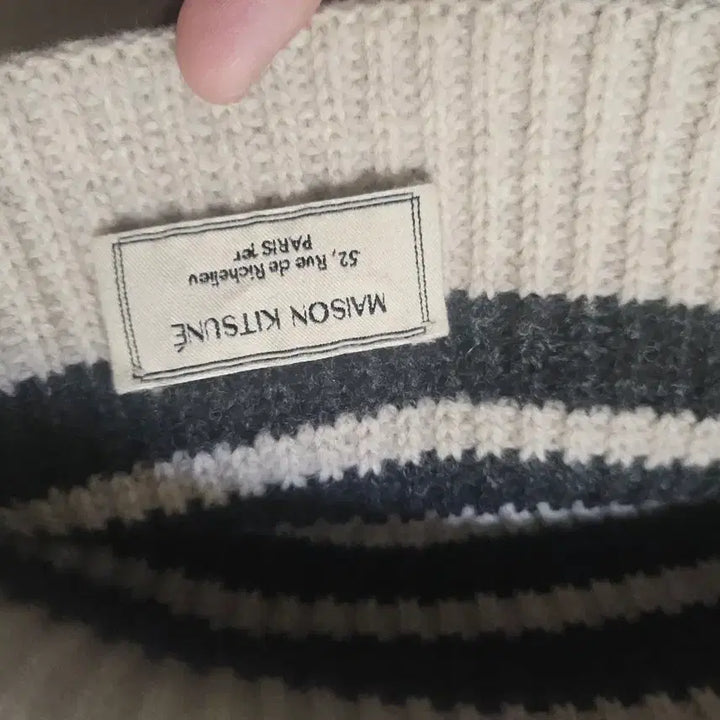 MAISON KITSUNÉ
52, Rue de Richelieu
PARIS 1er